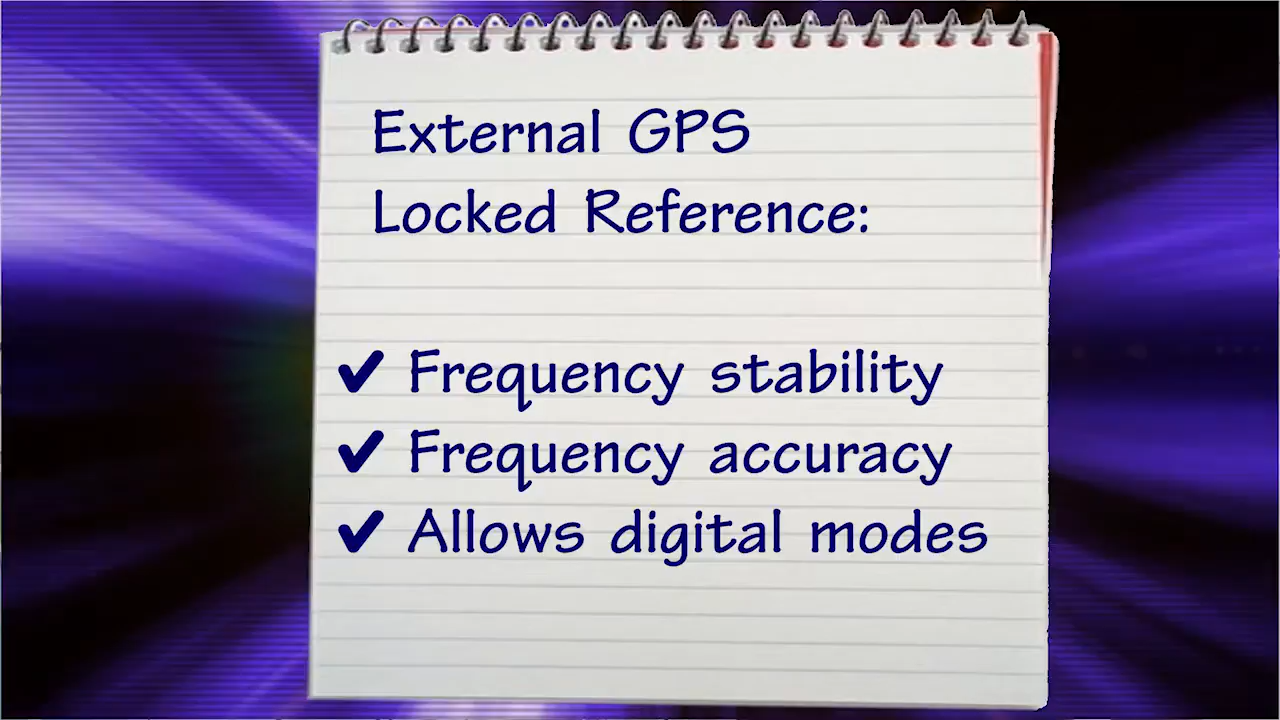 External GPS
Locked Reference:
✔ Frequency stability
✔ Frequency accuracy
✔ Allows digital modes